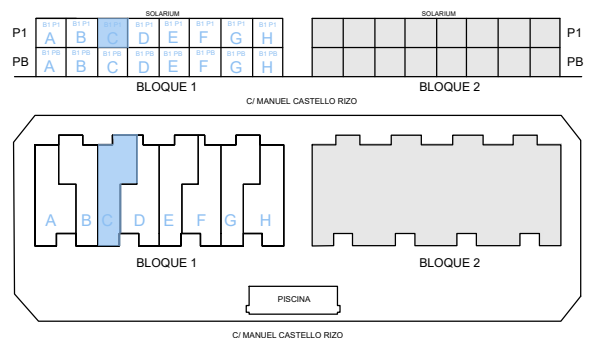 SOLARIUM SOLARIUM
P1 B1 P1 B1 P1 B1 P1 B1 P1 B1 P1 B1 P1 B1 P1 B1 P1 P1
A B C D E F G H
PB B1 PB B1 PB B1 PB B1 PB B1 PB B1 PB B1 PB B1 PB PB
A B C D E F G H
BLOQUE 1 BLOQUE 2
C/ MANUEL CASTELLO RIZO
A B C D E F G H
BLOQUE 1 BLOQUE 2
PISCINA
C/ MANUEL CASTELLO RIZO